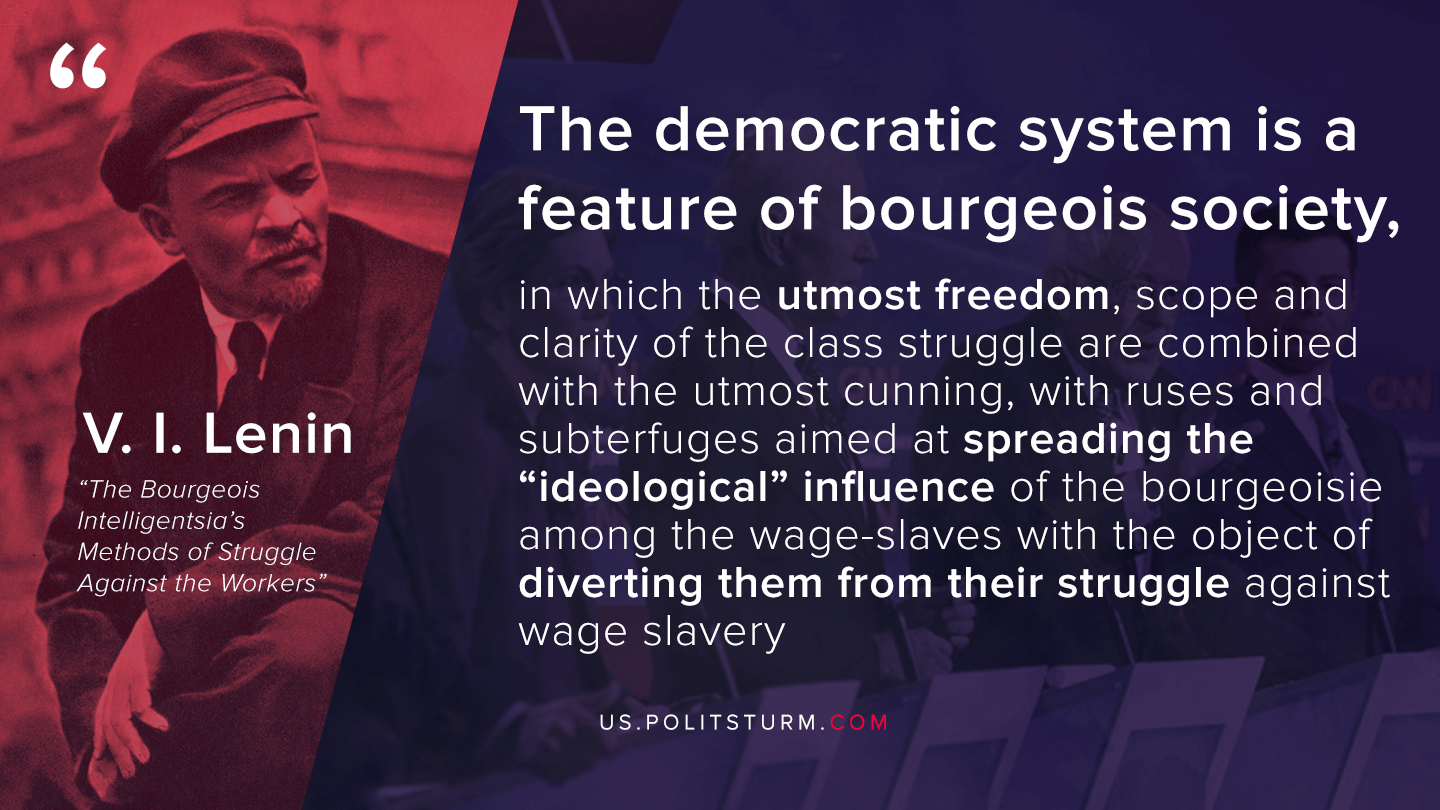 “
V. I. Lenin
“The Bourgeois
Intelligentsia’s
Methods of Struggle
Against the Workers”
The democratic system is a
feature of bourgeois society,
in which the utmost freedom, scope and
clarity of the class struggle are combined
with the utmost cunning, with ruses and
subterfuges aimed at spreading the
“ideological” influence of the bourgeoisie
among the wage-slaves with the object of
diverting them from their struggle against
wage slavery
US.POLITSTURM.COM
CNN
CNN